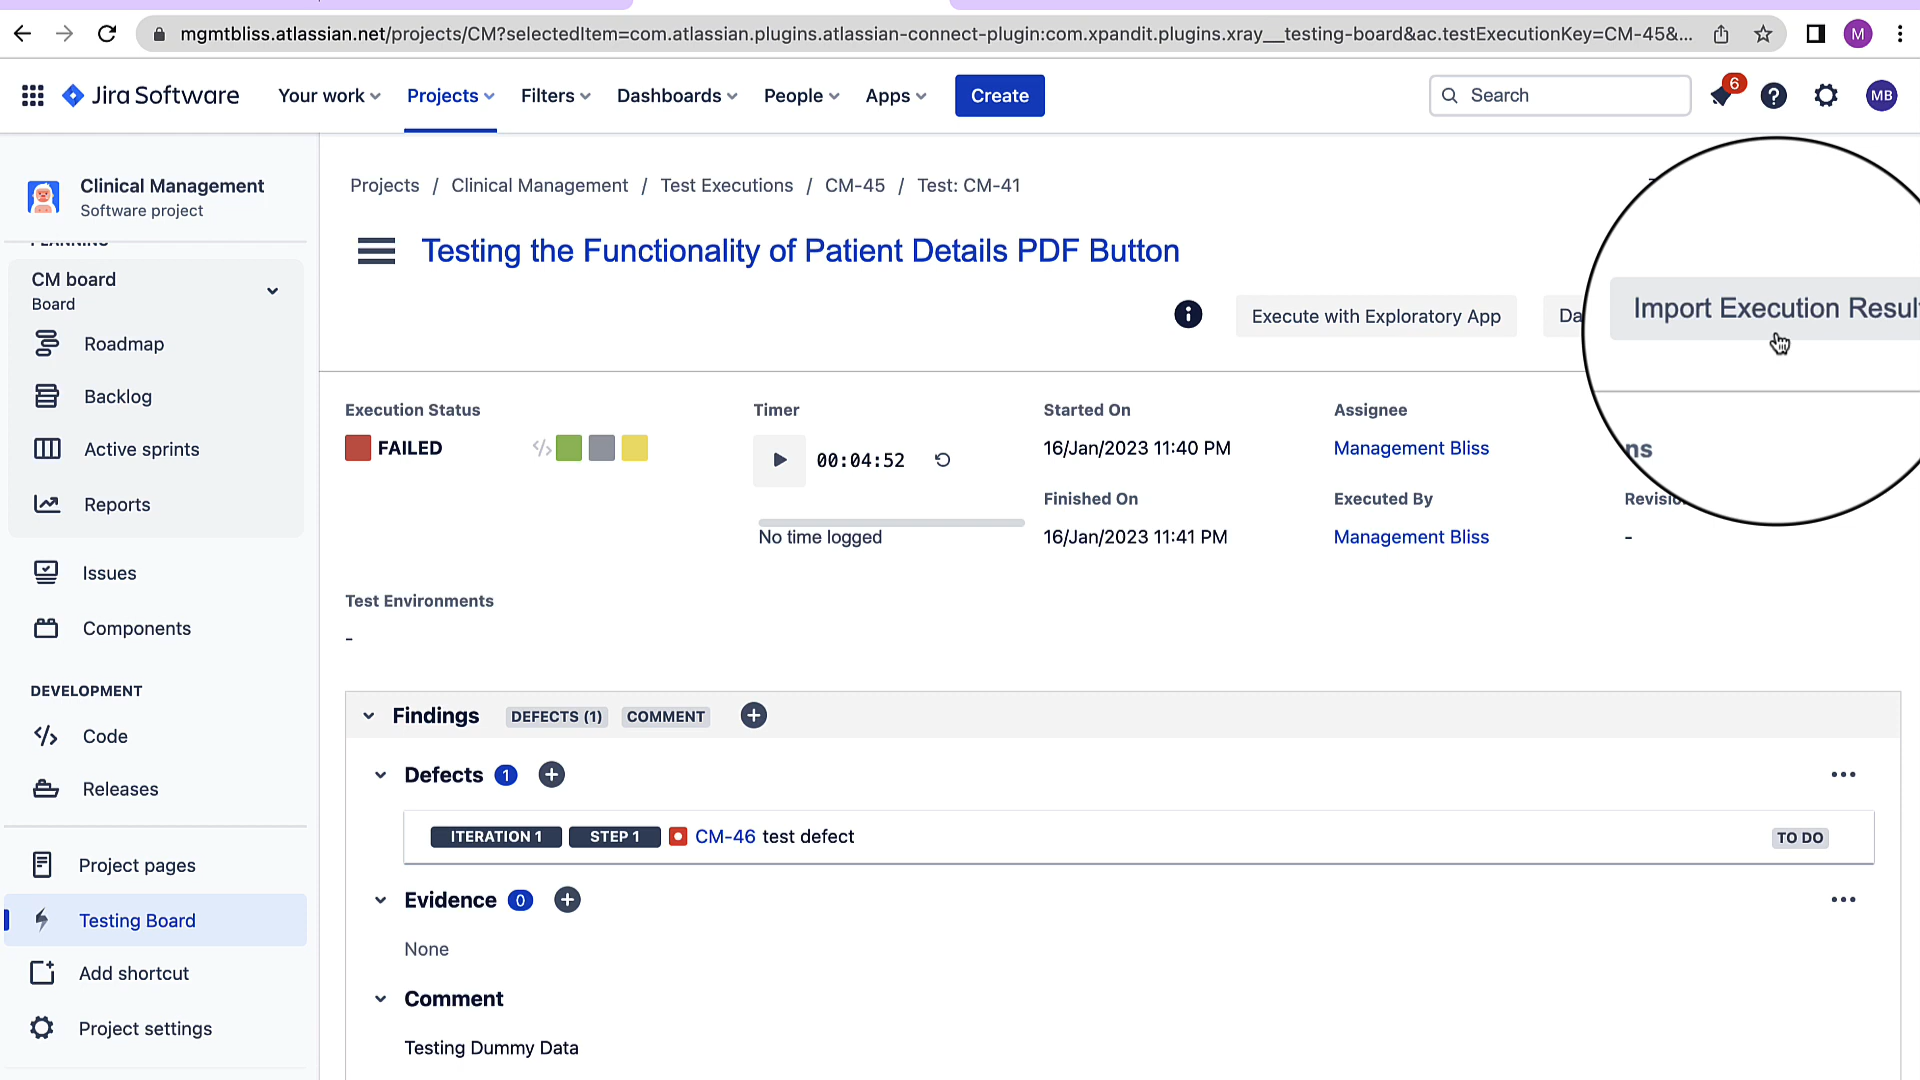 mgmtbliss.atlassian.net/projects/CM?selectedItem=com.atlassian.plugins.atlassian-connect-plugin:com.xpandit.plugins.xray__testing-board&ac.testExecutionKey=CM-45&...
M
Jira Software
Your work
Projects
Filters
Dashboards
People
Apps
Create
Search
6
MB
Clinical Management
Software project
PLANNING
CM board
Board
Roadmap
Backlog
Active sprints
Reports
Issues
Components
DEVELOPMENT
Code
Releases
Project pages
Testing Board
Add shortcut
Project settings
Projects / Clinical Management / Test Executions / CM-45 / Test: CM-41
Testing the Functionality of Patient Details PDF Button
Execute with Exploratory App
Import Execution
Execution Status
FAILED
Timer
00:04:52
No time logged
Started On
16/Jan/2023 11:40 PM
Finished On
16/Jan/2023 11:41 PM
Assignee
Management Bliss
Executed By
Management Bliss
-
Test Environments
-
Findings DEFECTS (1) COMMENT
Defects 1
ITERATION 1 STEP 1 CM-46 test defect TO DO
Evidence 0
None
Comment
Testing Dummy Data